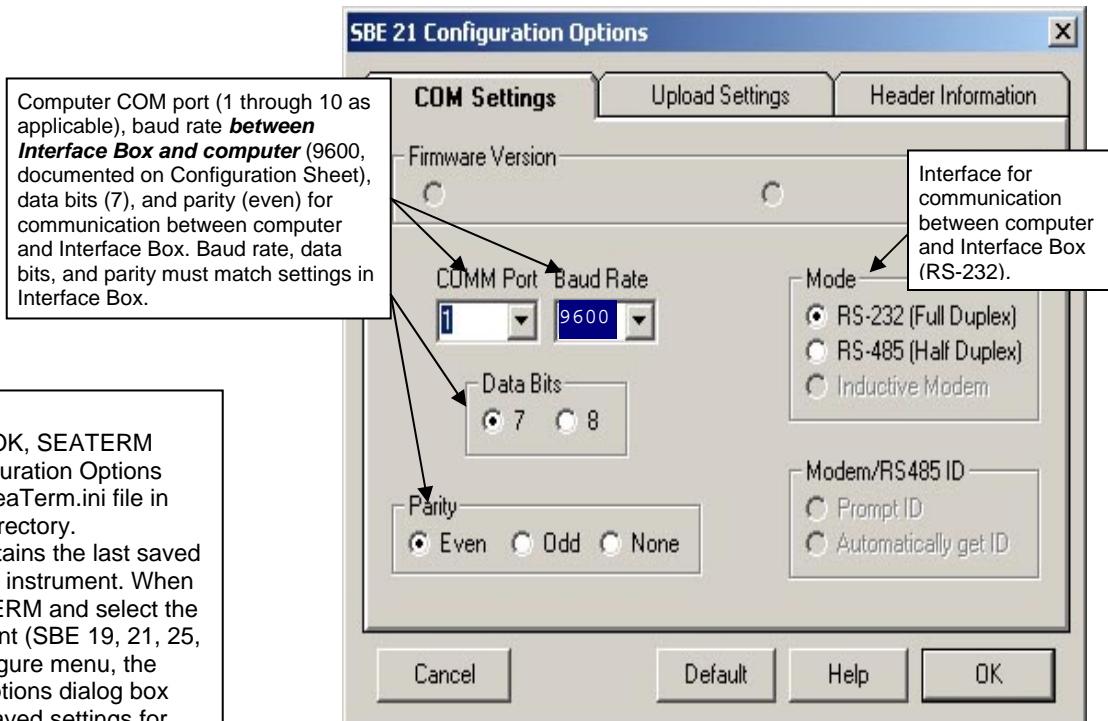 SBE 21 Configuration Options
X
COM Settings
Upload Settings
Header Information
Computer COM port (1 through 10 as
applicable), baud rate between
Interface Box and computer (9600,
documented on Configuration Sheet),
data bits (7), and parity (even) for
communication between computer
and Interface Box. Baud rate, data
bits, and parity must match settings in
Interface Box.
Firmware Version
Interface for
communication
between computer
and Interface Box
(RS-232).
COMM Port Baud Rate
1
9600
Mode
RS-232 (Full Duplex)
RS-485 (Half Duplex)
Inductive Modem
Data Bits
7 8
Modem/RS485 ID
Prompt ID
Automatically get ID
Parity
Even Odd None
OK, SEATERM
uration Options
eaTerm.ini file in
rectory.
tains the last saved
instrument. When
ERM and select the
nt (SBE 19, 21, 25,
gure menu, the
tions dialog box
aved settings for
Cancel
Default
Help
OK